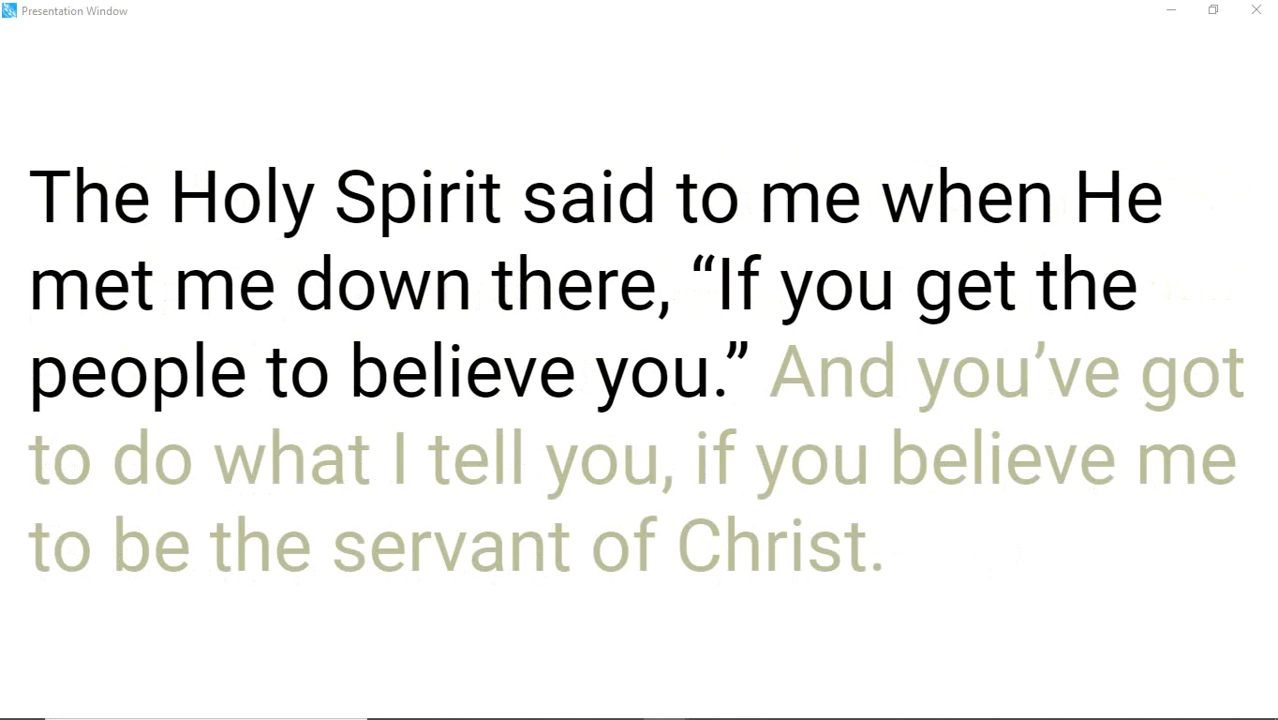 Presentation Window
The Holy Spirit said to me when He
met me down there, “If you get the
people to believe you.” And you’ve got
to do what I tell you, if you believe me
to be the servant of Christ.